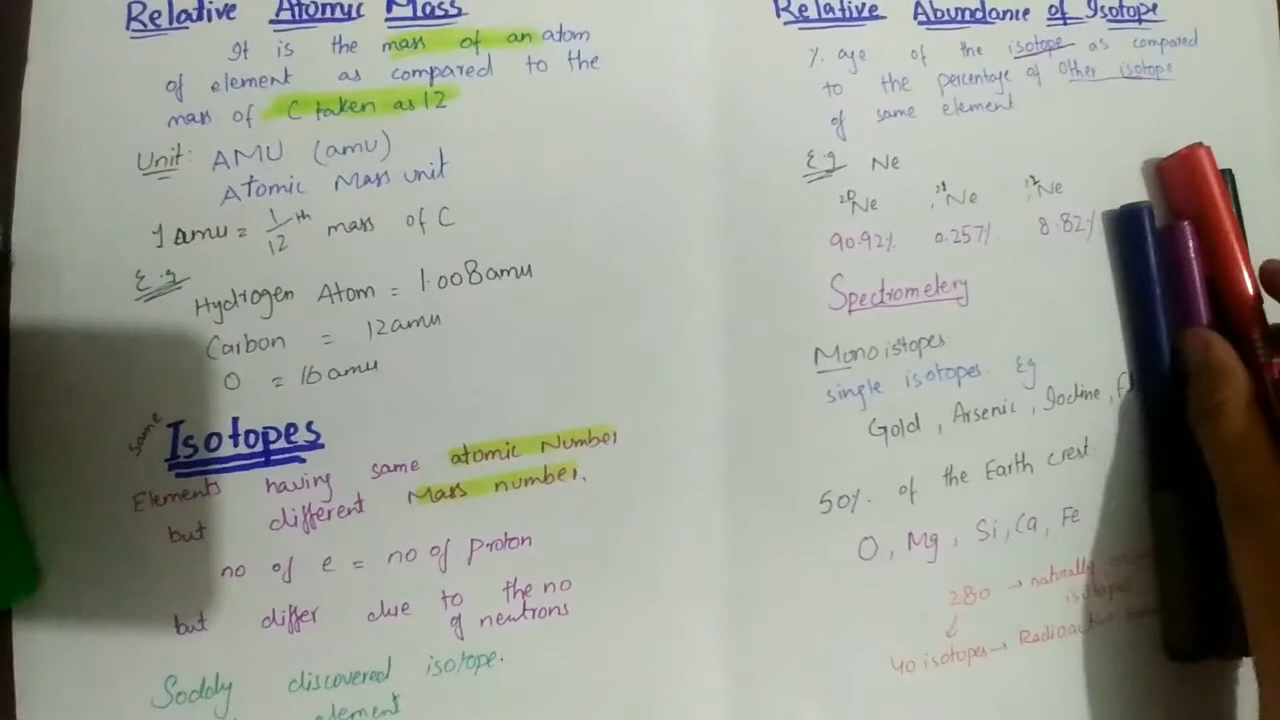 Relative Atomic Mass
It is the mass of an atom
of element as compared to the
mass of C taken as 12
Unit: AMU (amu)
Atomic Mass unit
1 amu = 1/12 th mass of C
E.g
Hydrogen Atom = 1.008amu
Carbon = 12amu
O = 16amu
same
Isotopes
Elements having same atomic Number
but different Mass number.
no of e = no of proton
but differ due to the no
of neutrons
Soddy discovered isotope.
element
Relative Abundance of Isotope
%age of the isotope as compared
to the percentage of Other isotope
of same element
E.g Ne
20Ne 21Ne 22Ne
90.92% 0.257% 8.82%
Spectrometery
Monoistopes.
single isotopes. Eg
Gold, Arsenic, Iodine,
50% of the Earth crest
O, Mg, Si, Ca, Fe
280 → naturally
isotopes
40 isotopes → Radioactive